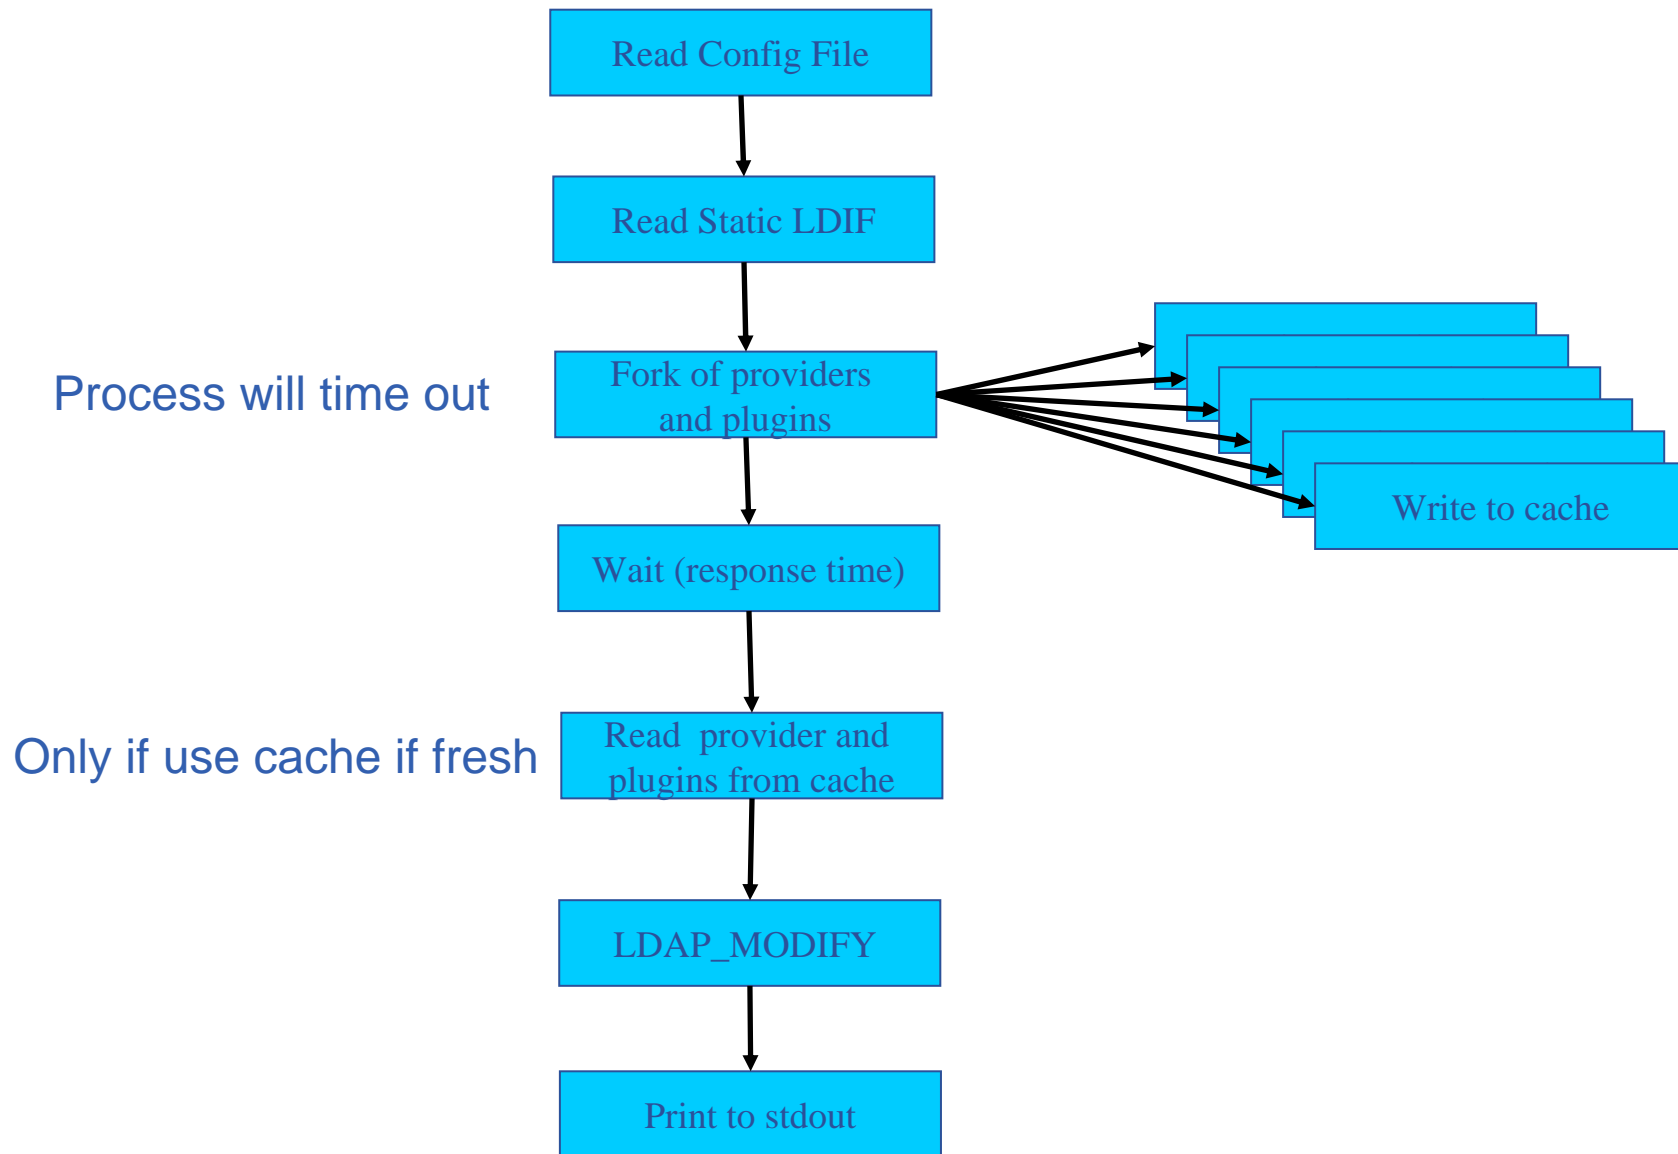 Read Config File
Read Static LDIF
Process will time out
Fork of providers
and plugins
Write to cache
Wait (response time)
Only if use cache if fresh
Read  provider and
plugins from cache
LDAP_MODIFY
Print to stdout